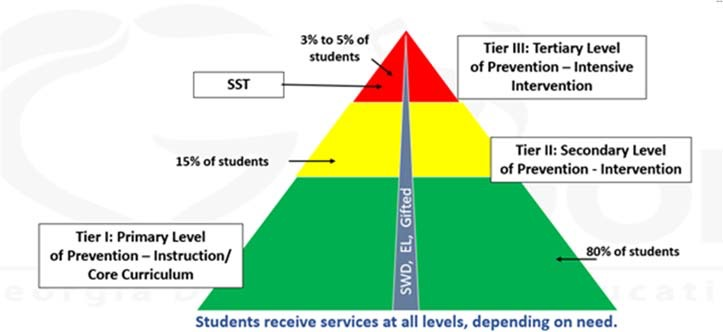 3% to 5% of
students
Tier III: Tertiary Level
of Prevention – Intensive
Intervention
SST
15% of students
Tier II: Secondary Level
of Prevention - Intervention
SWD, EL, Gifted
Tier I: Primary Level
of Prevention – Instruction/
Core Curriculum
80% of students
Students receive services at all levels, depending on need.